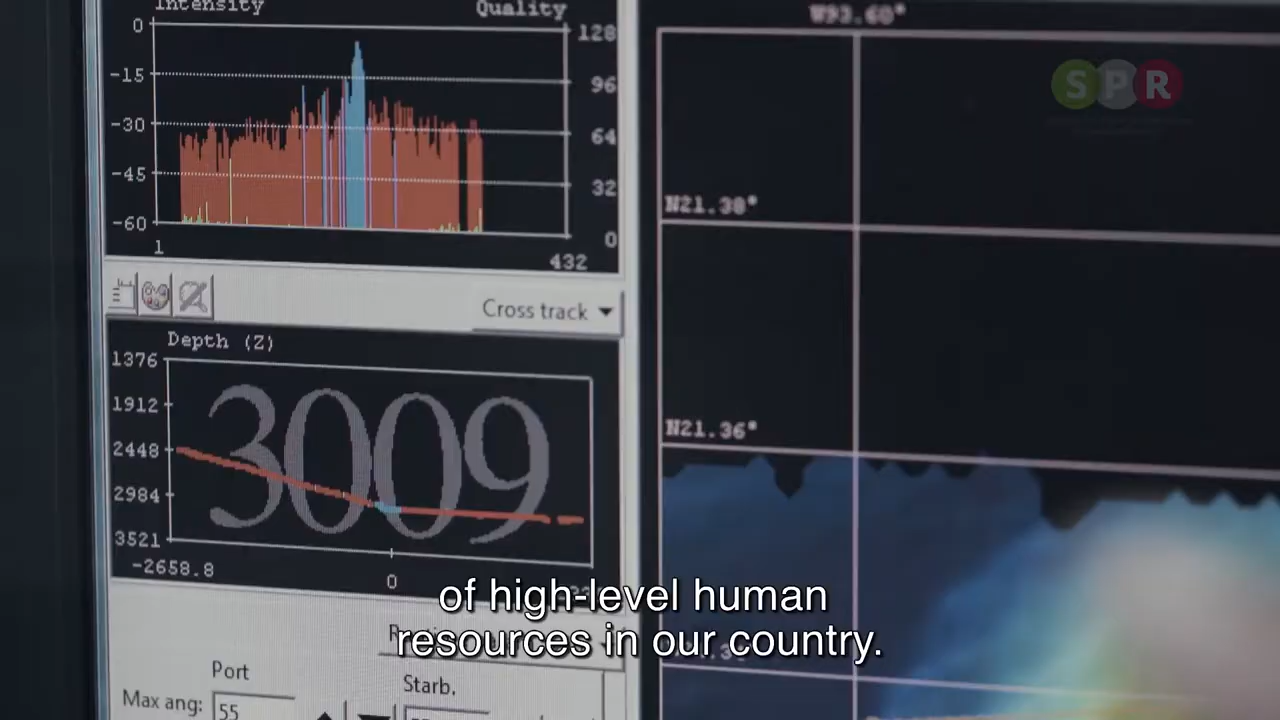 Intensity
Quality
W93.60°
0
128
-15
96
-30
64
-45
32
-60
0
1
432
SPR
N21.38°
Cross track
Depth (Z)
1376
1912
2448
2984
3521
3009
-2658.8
0
N21.36°
of high-level human
resources in our country.
Port
Starb.
Max ang:
55